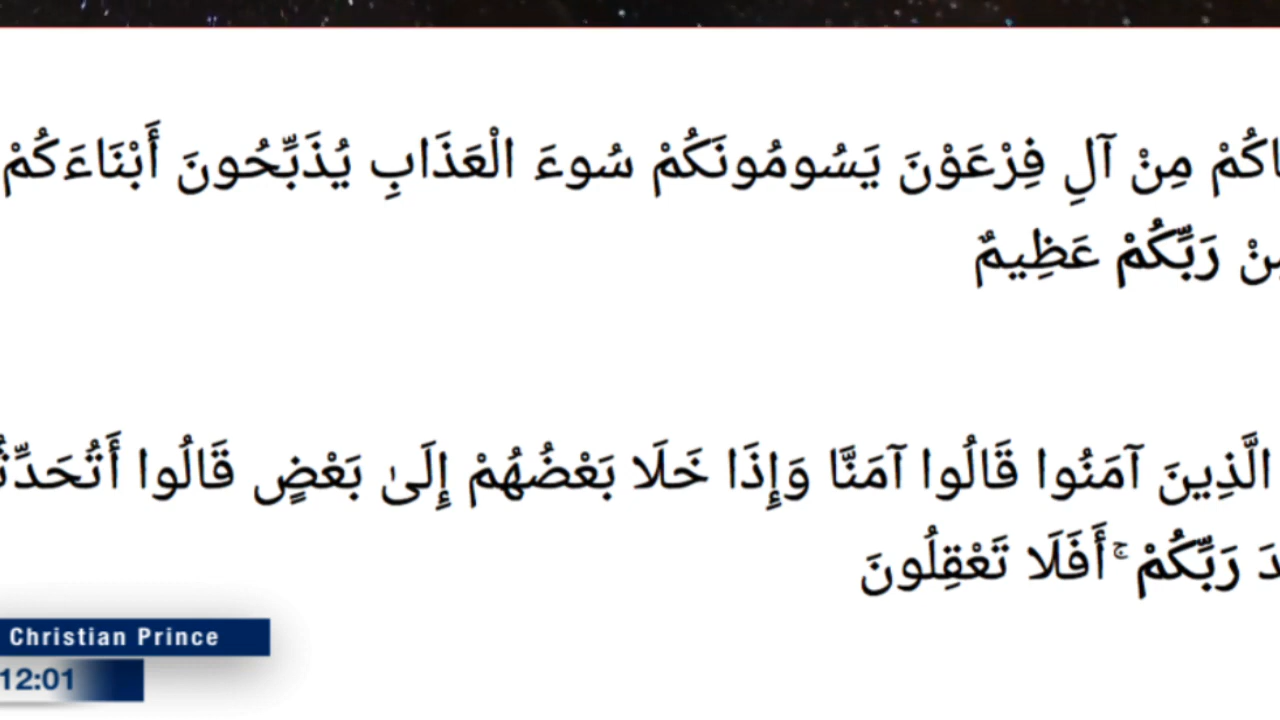 مِنْ آلِ فِرْعَوْنَ يَسُومُونَكُمْ سُوءَ الْعَذَابِ يُذَبِّحُونَ أَبْنَاءَكُمْ
رَبِّكُمْ عَظِيمٌ
الَّذِينَ آمَنُوا قَالُوا آمَنَّا وَإِذَا خَلَا بَعْضُهُمْ إِلَىٰ بَعْضٍ قَالُوا
رَبِّكُمْ ۚ أَفَلَا تَعْقِلُونَ
Christian Prince
12:01